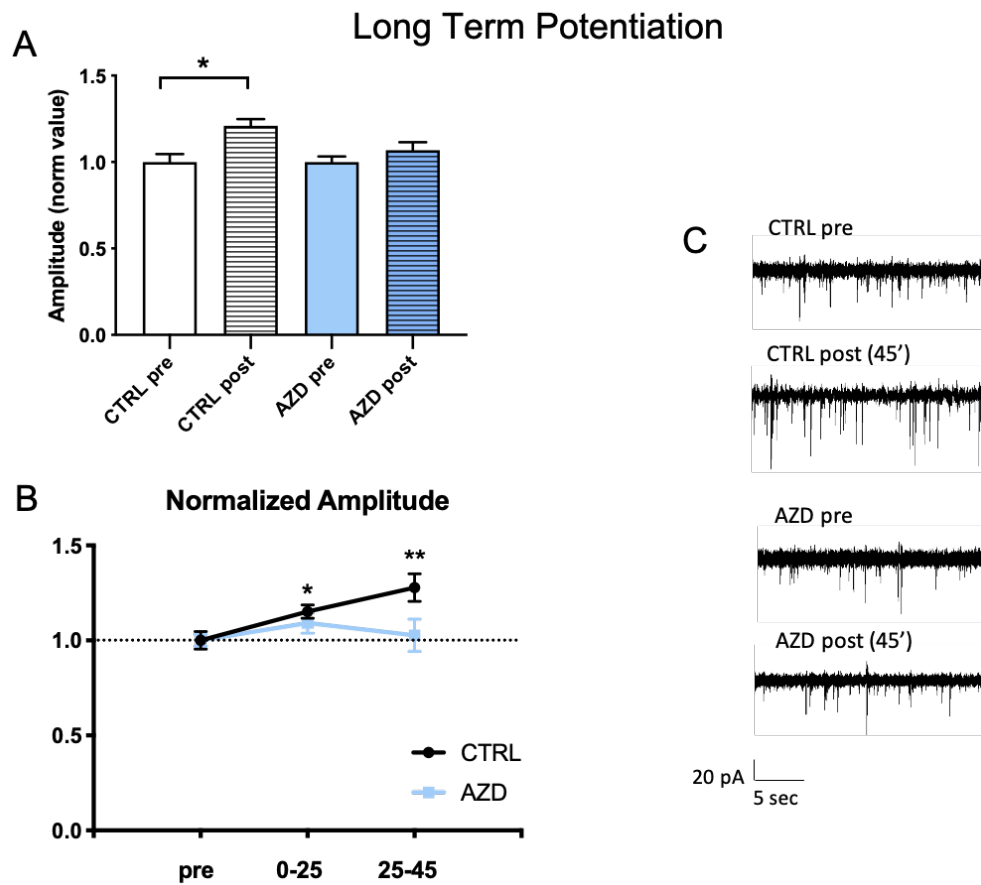 Long Term Potentiation
A
Amplitude (norm value)
1.5
1.0
0.5
0.0
*
CTRL pre
CTRL post
AZD pre
AZD post
B
Normalized Amplitude
1.5
1.0
0.5
0.0
*
**
CTRL
AZD
pre
0-25
25-45
C
CTRL pre
CTRL post (45’)
AZD pre
AZD post (45’)
20 pA
5 sec